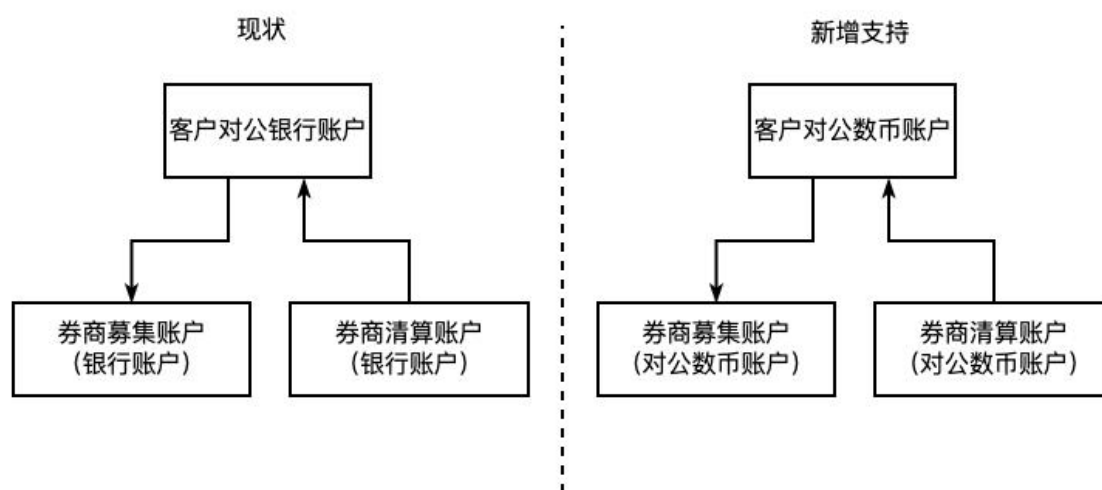 现状
客户对公银行账户
券商募集账户
(银行账户)
券商清算账户
(银行账户)
新增支持
客户对公数币账户
券商募集账户
(对公数币账户)
券商清算账户
(对公数币账户)